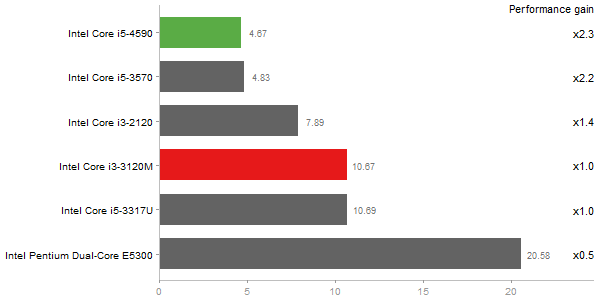 Performance gain
Intel Core i5-4590 4.67 x2.3
Intel Core i5-3570 4.83 x2.2
Intel Core i3-2120 7.89 x1.4
Intel Core i3-3120M 10.67 x1.0
Intel Core i5-3317U 10.69 x1.0
Intel Pentium Dual-Core E5300 20.58 x0.5
0 5 10 15 20